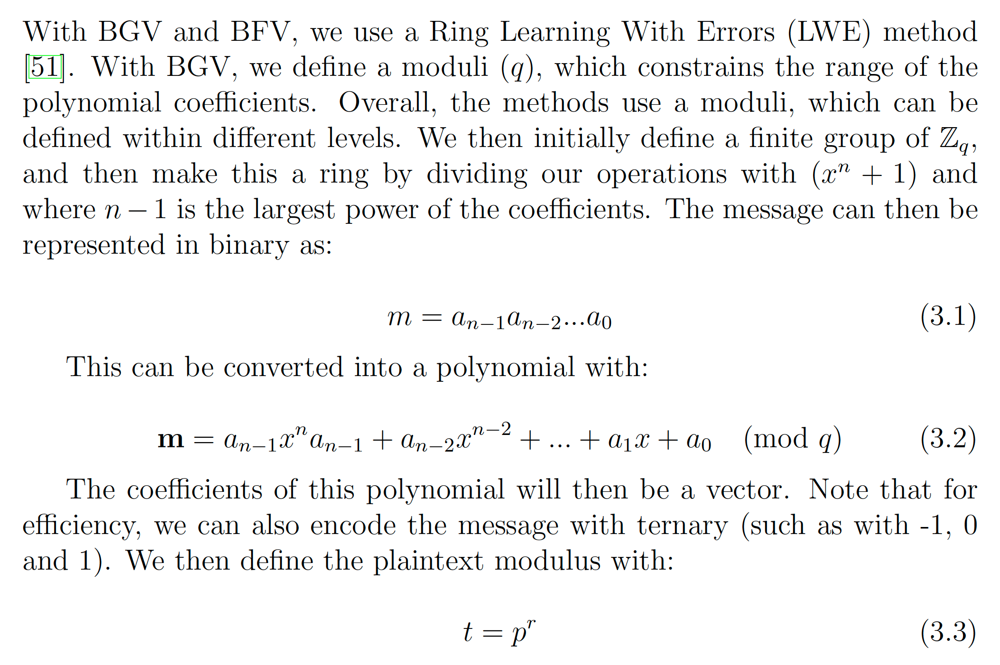 With BGV and BFV, we use a Ring Learning With Errors (LWE) method
[51]. With BGV, we define a moduli (q), which constrains the range of the
polynomial coefficients. Overall, the methods use a moduli, which can be
defined within different levels. We then initially define a finite group of ℤ_q,
and then make this a ring by dividing our operations with (x^n + 1) and
where n − 1 is the largest power of the coefficients. The message can then be
represented in binary as:
m = a_{n−1}a_{n−2}...a_0 (3.1)
This can be converted into a polynomial with:
𝐦 = a_{n−1}x^n a_{n−1} + a_{n−2}x^{n−2} + ... + a_1x + a_0 (mod q) (3.2)
The coefficients of this polynomial will then be a vector. Note that for
efficiency, we can also encode the message with ternary (such as with -1, 0
and 1). We then define the plaintext modulus with:
t = p^r (3.3)